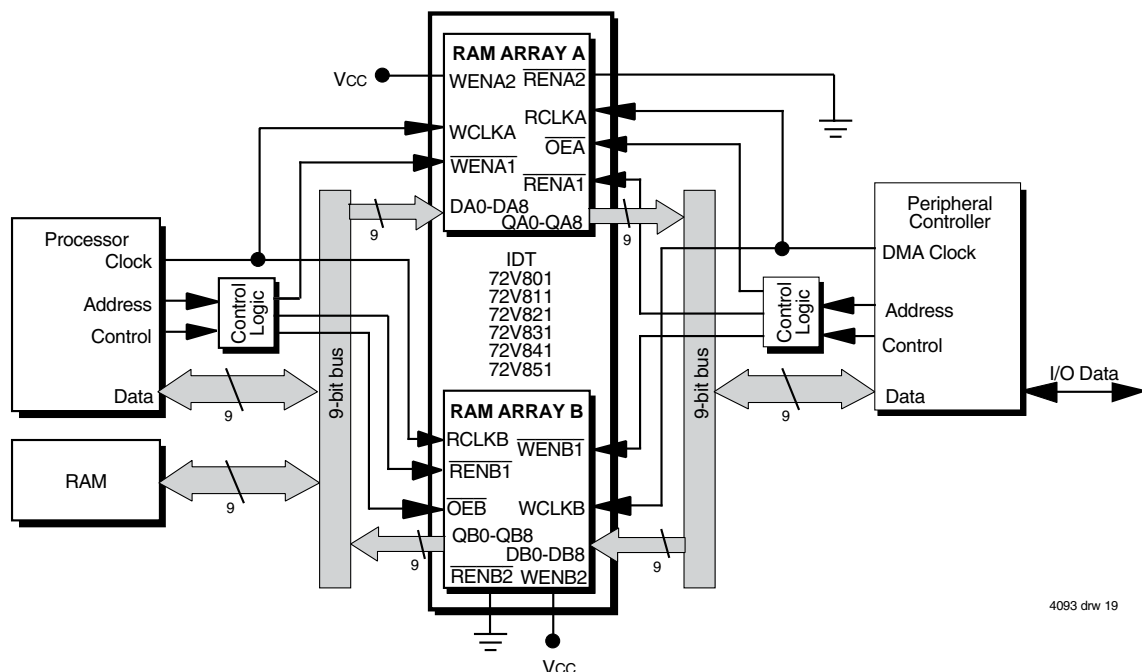 RAM ARRAY A
VCC
WENA2
RENA2
RCLKA
WCLKA
OEA
WENA1
RENA1
DA0-DA8
QA0-QA8
9
9
Processor
Clock
Address
Control
Data
Control
Logic
9
9-bit bus
RAM
9
IDT
72V801
72V811
72V821
72V831
72V841
72V851
9-bit bus
Peripheral
Controller
DMA Clock
Address
Control
Data
Control
Logic
9
I/O Data
RAM ARRAY B
RCLKB
WENB1
RENB1
OEB
WCLKB
QB0-QB8
DB0-DB8
9
9
RENB2
WENB2
VCC
4093 drw 19